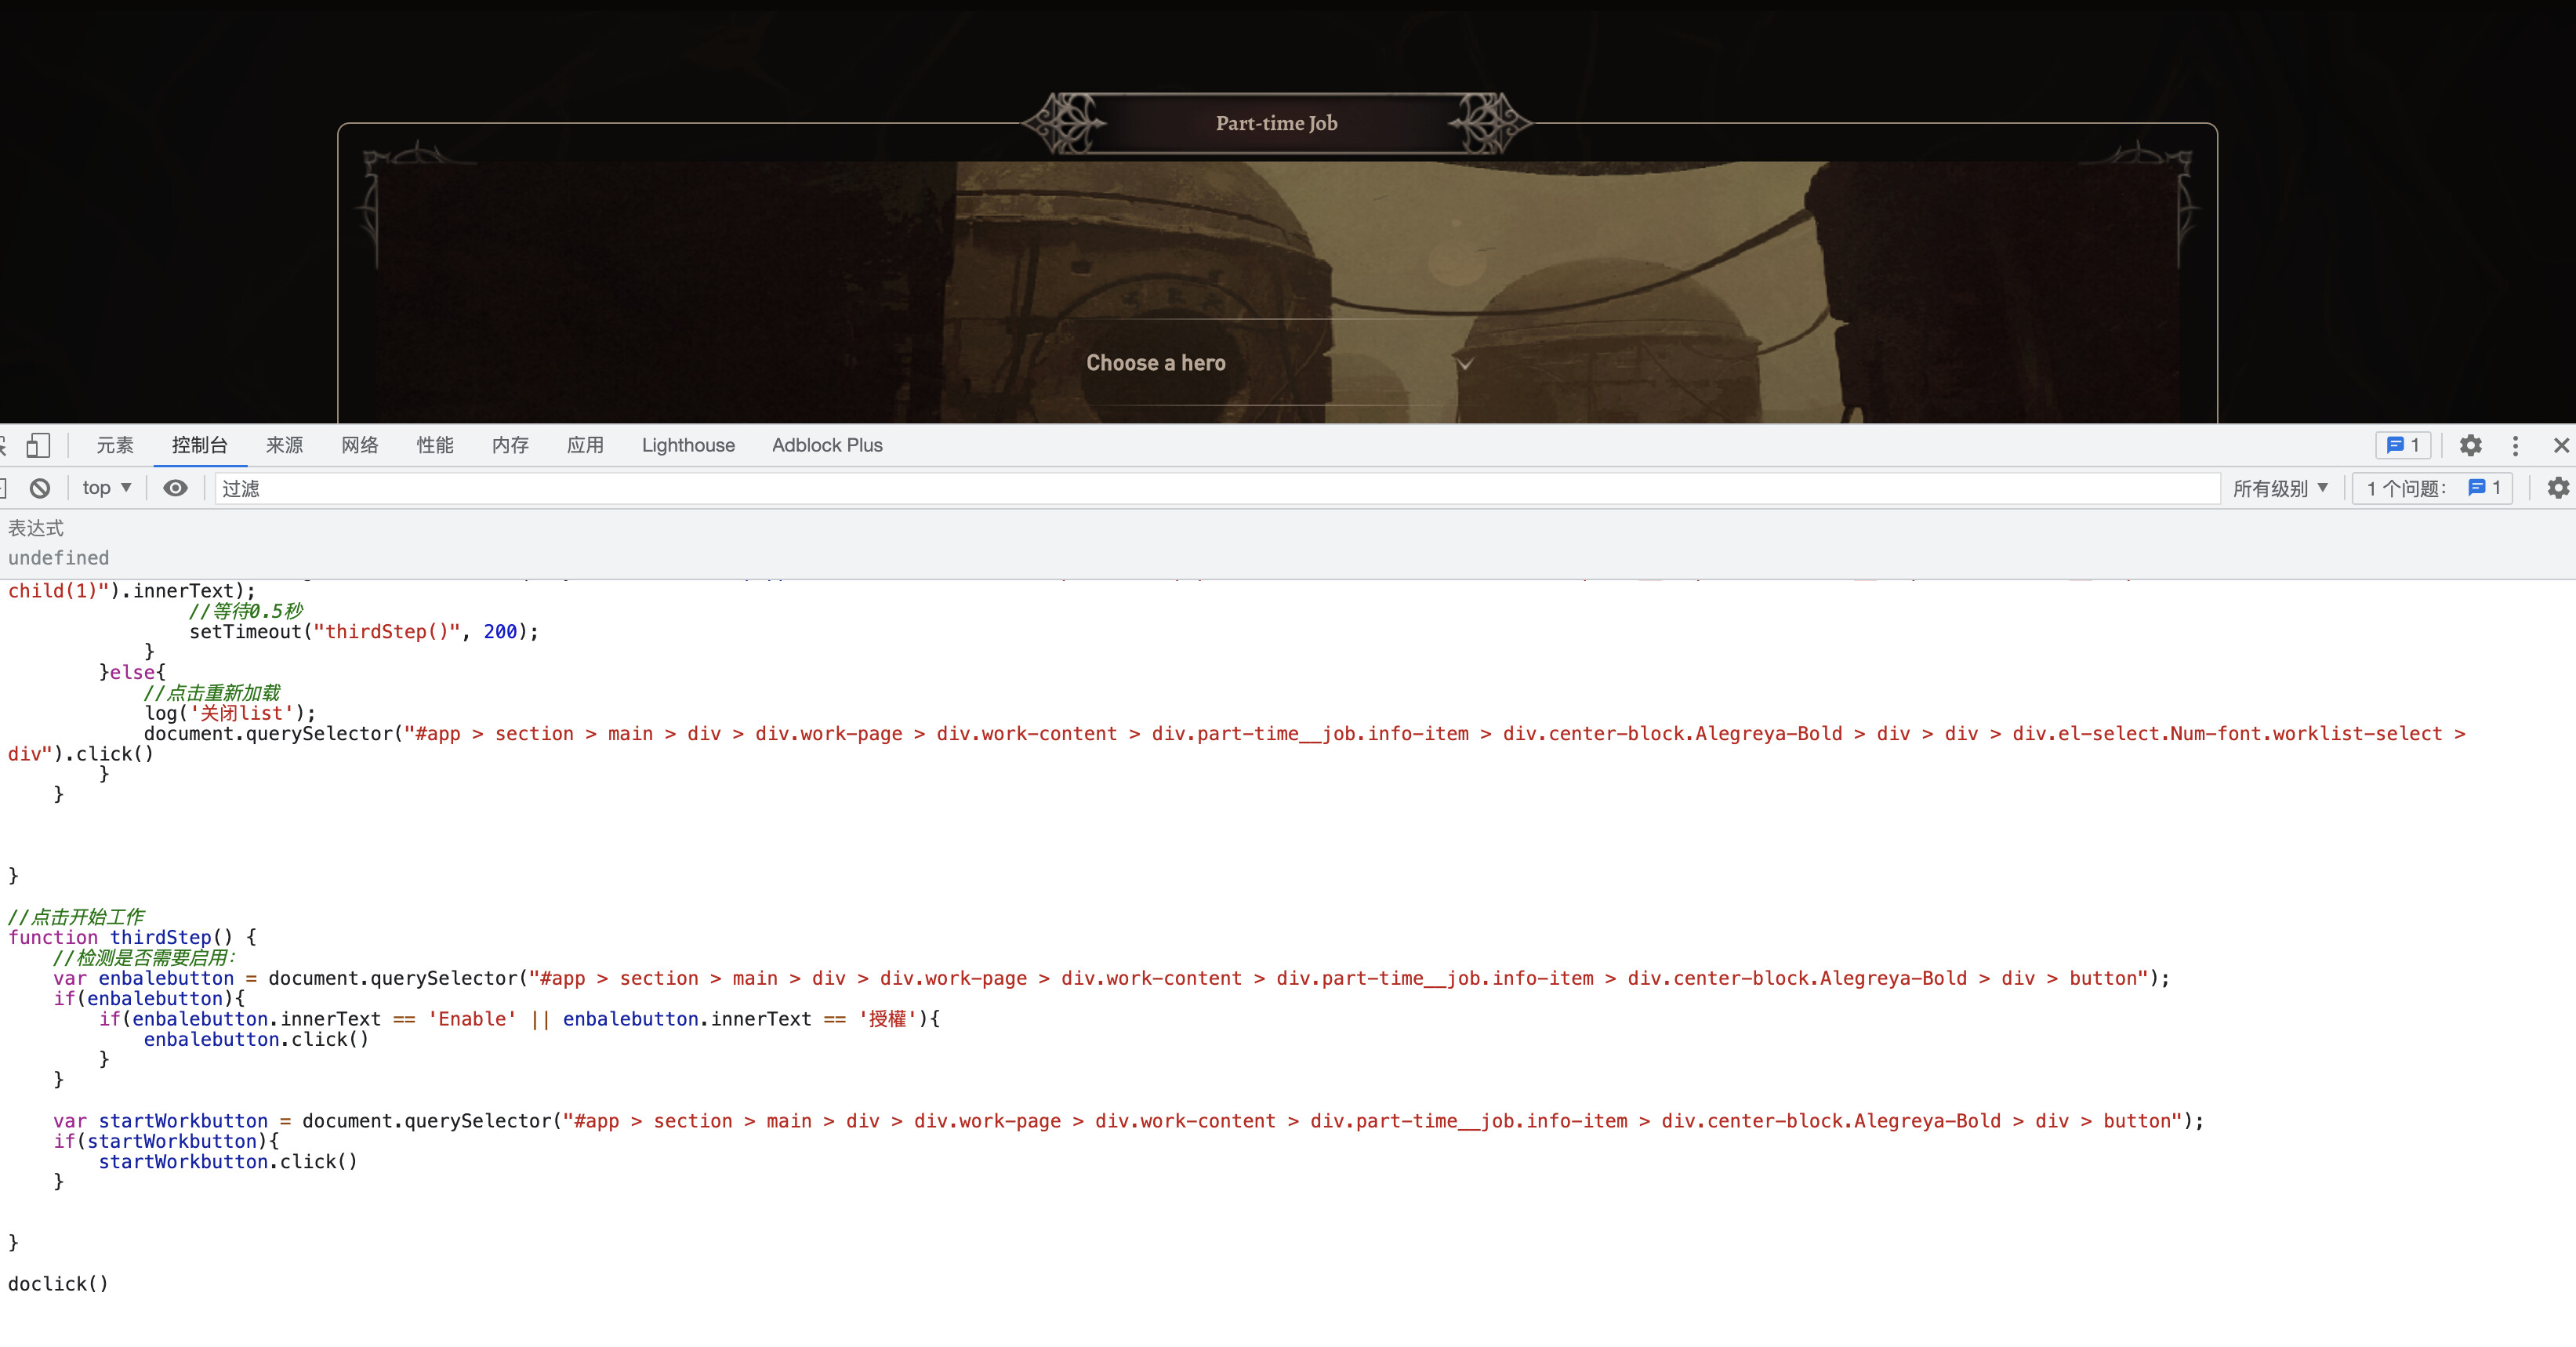 Part-time Job
Choose a hero
元素 控制台 来源 网络 性能 内存 应用 Lighthouse Adblock Plus 1
top 过滤 所有级别 1 个问题： 1
表达式
undefined
child(1)").innerText);
//等待0.5秒
setTimeout("thirdStep()", 200);
}
}else{
//点击重新加载
log('关闭list');
document.querySelector("#app > section > main > div > div.work-page > div.work-content > div.part-time__job.info-item > div.center-block.Alegreya-Bold > div > div > div.el-select.Num-font.worklist-select >
div").click()
}
}
}
//点击开始工作
function thirdStep() {
//检测是否需要启用：
var enbalebutton = document.querySelector("#app > section > main > div > div.work-page > div.work-content > div.part-time__job.info-item > div.center-block.Alegreya-Bold > div > button");
if(enbalebutton){
if(enbalebutton.innerText == 'Enable' || enbalebutton.innerText == '授權'){
enbalebutton.click()
}
}
var startWorkbutton = document.querySelector("#app > section > main > div > div.work-page > div.work-content > div.part-time__job.info-item > div.center-block.Alegreya-Bold > div > button");
if(startWorkbutton){
startWorkbutton.click()
}
}
doclick()